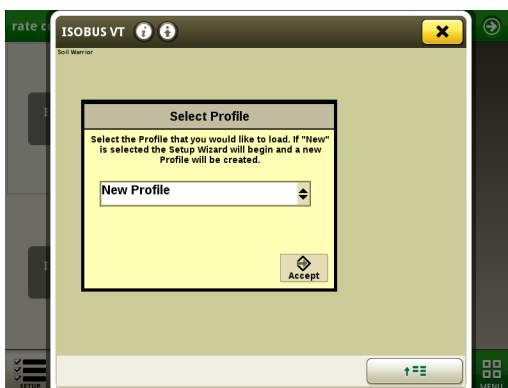 rate co
ISOBUS VT
Soil Warrior
Select Profile
Select the Profile that you would like to load. If "New"
is selected the Setup Wizard will begin and a new
Profile will be created.
New Profile
Accept
SETUP
MENU